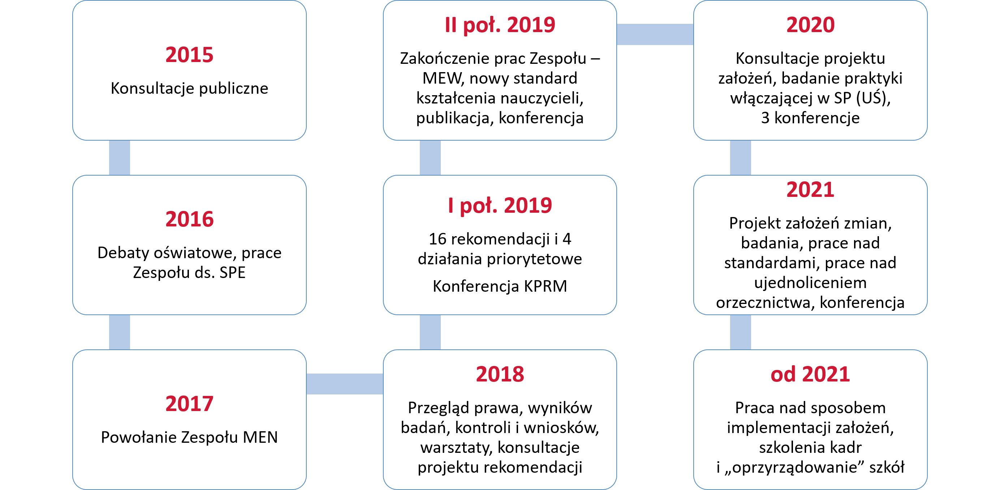 2015
Konsultacje publiczne
2016
Debaty oświatowe, prace
Zespołu ds. SPE
2017
Powołanie Zespołu MEN
2018
Przegląd prawa, wyników
badań, kontroli i wniosków,
warsztaty, konsultacje
projektu rekomendacji
I poł. 2019
16 rekomendacji i 4
działania priorytetowe
Konferencja KPRM
II poł. 2019
Zakończenie prac Zespołu –
MEW, nowy standard
kształcenia nauczycieli,
publikacja, konferencja
2020
Konsultacje projektu
założeń, badanie praktyki
włączającej w SP (UŚ),
3 konferencje
2021
Projekt założeń zmian,
badania, prace nad
standardami, prace nad
ujednoliceniem
orzecznictwa, konferencja
od 2021
Praca nad sposobem
implementacji założeń,
szkolenia kadr
i „oprzyrządowanie” szkół